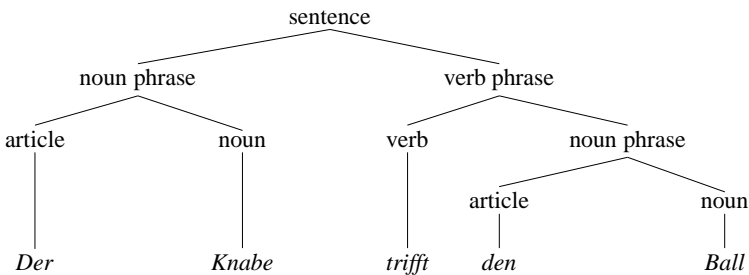 sentence
noun phrase verb phrase
article noun verb noun phrase
article noun
Der Knabe trifft den Ball